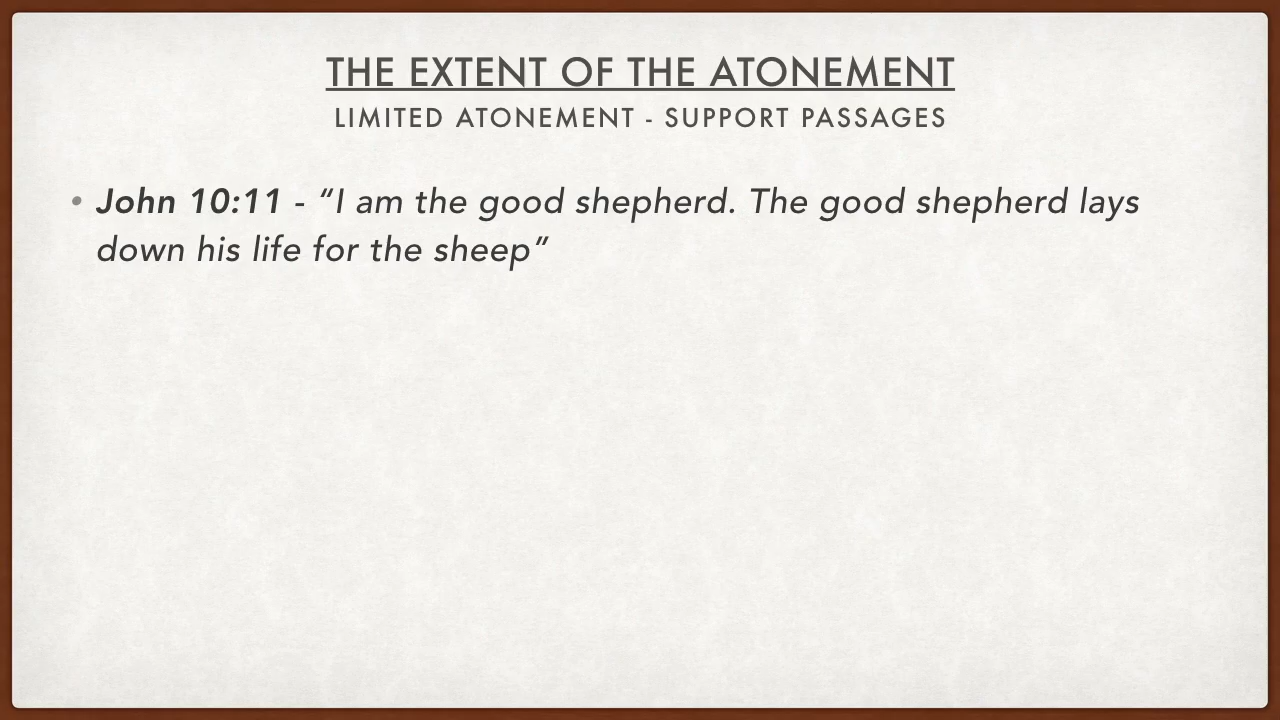 THE EXTENT OF THE ATONEMENT
LIMITED ATONEMENT - SUPPORT PASSAGES
• John 10:11 - “I am the good shepherd. The good shepherd lays
down his life for the sheep”